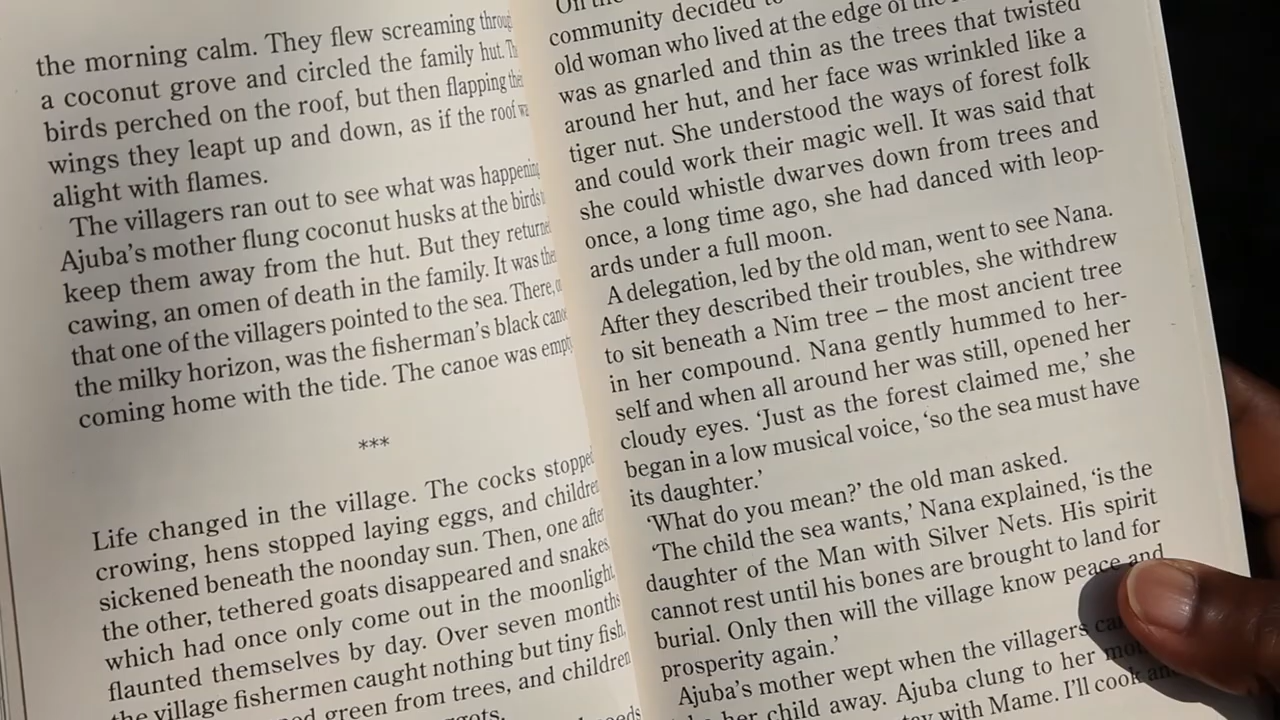 the morning calm. They flew screaming
a coconut grove and circled the family hut.
birds perched on the roof, but then flapping
wings they leapt up and down, as if the roof
alight with flames.
The villagers ran out to see what was
Ajuba's mother flung coconut husks at the birds
keep them away from the hut. But they
cawing, an omen of death in the family. It was
that one of the villagers pointed to the sea. There,
the milky horizon, was the fisherman's black
coming home with the tide. The canoe was
***
Life changed in the village. The cocks
crowing, hens stopped laying eggs, and
sickened beneath the noonday sun. Then, one after
the other, tethered goats disappeared and snakes
which had once only come out in the moonlight
flaunted themselves by day. Over seven months
the village fishermen caught nothing but tiny fish,
green from trees, and children
community decided
old woman who lived at the edge of the
was as gnarled and thin as the trees that twisted
around her hut, and her face was wrinkled like a
tiger nut. She understood the ways of forest folk
and could work their magic well. It was said that
she could whistle dwarves down from trees and
once, a long time ago, she had danced with leop-
ards under a full moon.
A delegation, led by the old man, went to see Nana.
After they described their troubles, she withdrew
to sit beneath a Nim tree – the most ancient tree
in her compound. Nana gently hummed to her-
self and when all around her was still, opened her
cloudy eyes. ‘Just as the forest claimed me,’ she
began in a low musical voice, ‘so the sea must have
its daughter.’
‘What do you mean?’ the old man asked.
‘The child the sea wants,’ Nana explained, ‘is the
daughter of the Man with Silver Nets. His spirit
cannot rest until his bones are brought to land for
burial. Only then will the village know peace and
prosperity again.’
Ajuba's mother wept when the villagers
her child away. Ajuba clung to her
with Mame. I'll cook